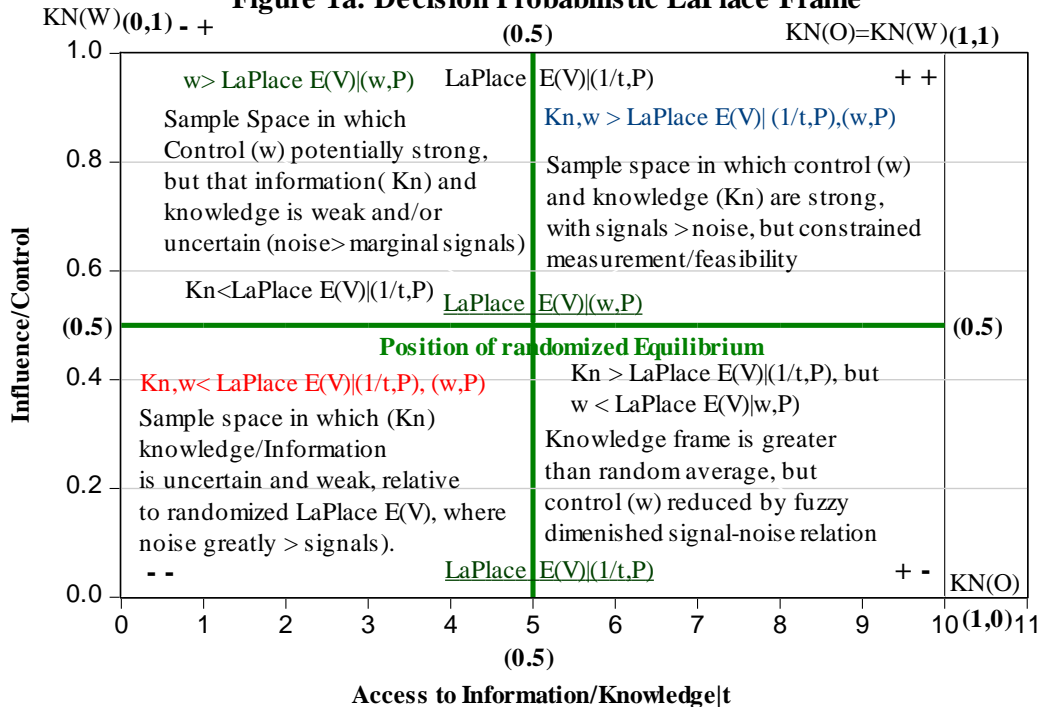 Figure 1a: Decision Probabilistic LaPlace Frame
KN(W)(0,1) - +
(0.5)
KN(O)=KN(W)(1,1)
1.0
w> LaPlace E(V)|(w,P)
LaPlace E(V)|(1/t,P)
+ +
Sample Space in which
Control (w) potentially strong,
but that information( Kn) and
knowledge is weak and/or
uncertain (noise> marginal signals)
Kn,w > LaPlace E(V)| (1/t,P),(w,P)
Sample space in which control (w)
and knowledge (Kn) are strong,
with signals > noise, but constrained
measurement/feasibility
0.8
0.6
Kn<LaPlace E(V)|(1/t,P)
LaPlace E(V)|(w,P)
Influence/Control
(0.5)
(0.5)
Position of randomized Equilibrium
0.4
Kn,w< LaPlace E(V)|(1/t,P), (w,P)
Sample space in which (Kn)
knowledge/Information
is uncertain and weak, relative
to randomized LaPlace E(V), where
noise greatly > signals).
- -
Kn > LaPlace E(V)|(1/t,P), but
w < LaPlace E(V)|w,P)
Knowledge frame is greater
than random average, but
control (w) reduced by fuzzy
dimenished signal-noise relation
0.2
LaPlace E(V)|(1/t,P)
+ -
KN(O)
0.0
0 1 2 3 4 5 6 7 8 9 10 (1,0) 11
(0.5)
Access to Information/Knowledge|t